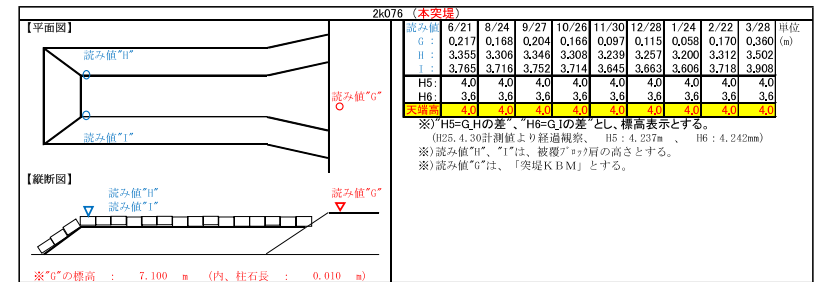 2k076 (本突堤)
【平面図】
読み値"H"
読み値"G"
読み値"I"
【縦断図】
読み値"H" 読み値"G"
読み値"I"
※"G"の標高 : 7.100 m (内、柱石長 : 0.010 m)
読み値 6/21 8/24 9/27 10/26 11/30 12/28 1/24 2/22 3/28 単位
G : 0.217 0.168 0.204 0.166 0.097 0.115 0.058 0.170 0.360 (m)
H : 3.355 3.306 3.346 3.308 3.239 3.257 3.200 3.312 3.502
I : 3.765 3.716 3.752 3.714 3.645 3.663 3.606 3.718 3.908
H5: 4.0 4.0 4.0 4.0 4.0 4.0 4.0 4.0 4.0
H6: 3.6 3.6 3.6 3.6 3.6 3.6 3.6 3.6 3.6
天端高 4.0 4.0 4.0 4.0 4.0 4.0 4.0 4.0 4.0
※)"H5=G_Hの差"、"H6=G_Iの差"とし、標高表示とする。
(H25.4.30計測値より経過観察、 H5:4.237m 、 H6:4.242mm)
※)読み値"H"、"I"は、被覆ﾌﾞﾛｯｸ肩の高さとする。
※)読み値"G"は、「突堤KBM」とする。